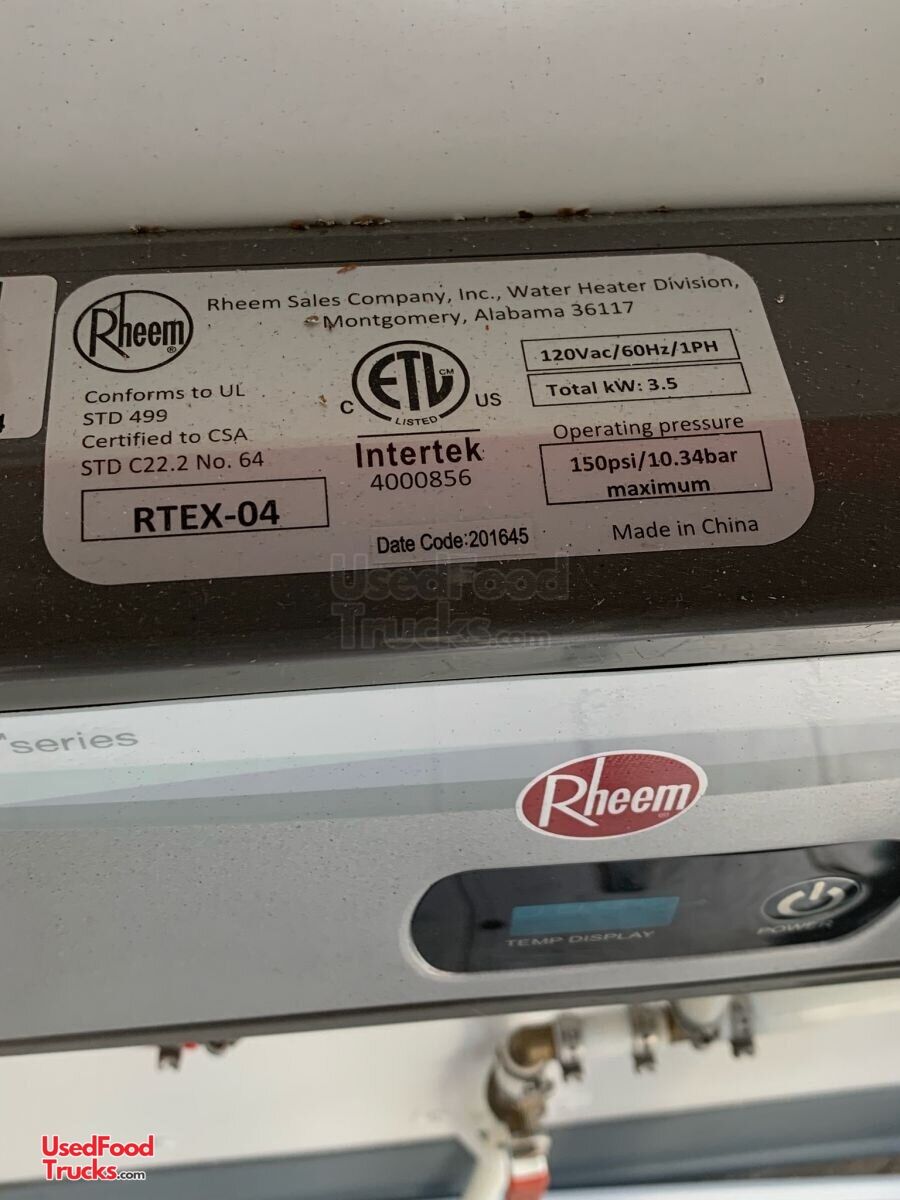 Rheem
Rheem Sales Company, Inc., Water Heater Division,
Montgomery, Alabama 36117
Conforms to UL
STD 499
Certified to CSA
STD C22.2 No. 64
RTEX-04
C ETL CM US
LISTED
Intertek
4000856
Date Code:201645
120Vac/60Hz/1PH
Total kW: 3.5
Operating pressure
150psi/10.34bar
maximum
Made in China
4
UsedFood
Trucks.com
series
Rheem
TEMP DISPLAY
POWER
UsedFood
Trucks.com